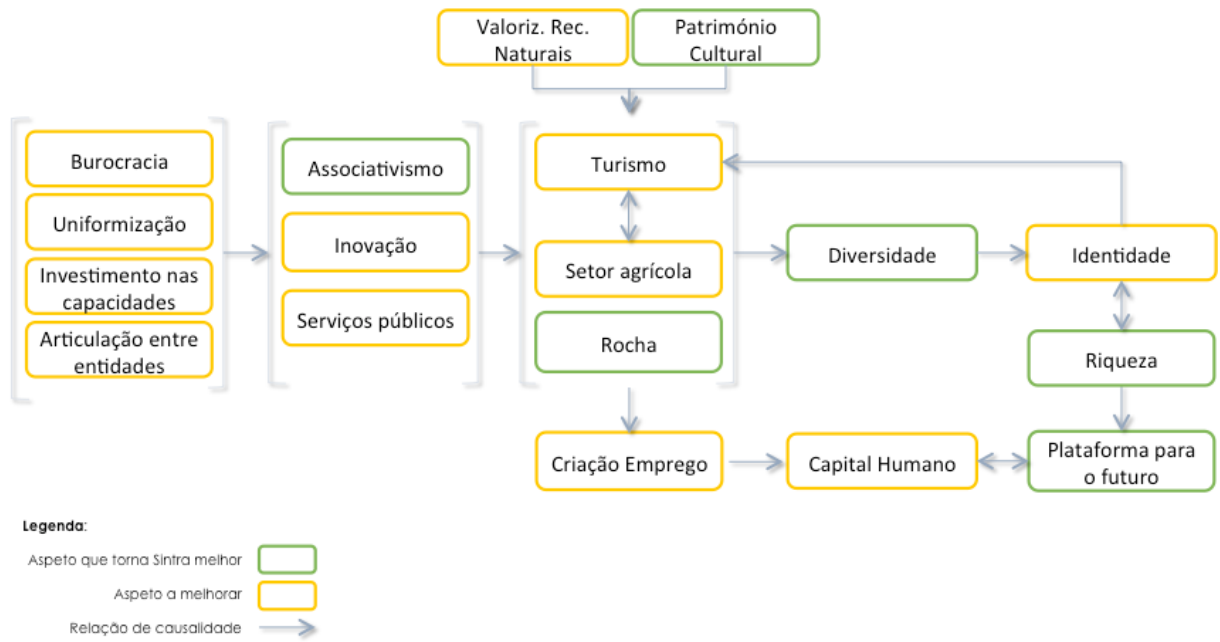 Valoriz. Rec.
Naturais
Património
Cultural
Burocracia
Uniformização
Investimento nas
capacidades
Articulação entre
entidades
Associativismo
Inovação
Serviços públicos
Turismo
Setor agrícola
Rocha
Diversidade
Identidade
Riqueza
Criação Emprego
Capital Humano
Plataforma para
o futuro
Legenda:
Aspeto que torna Sintra melhor
Aspeto a melhorar
Relação de causalidade